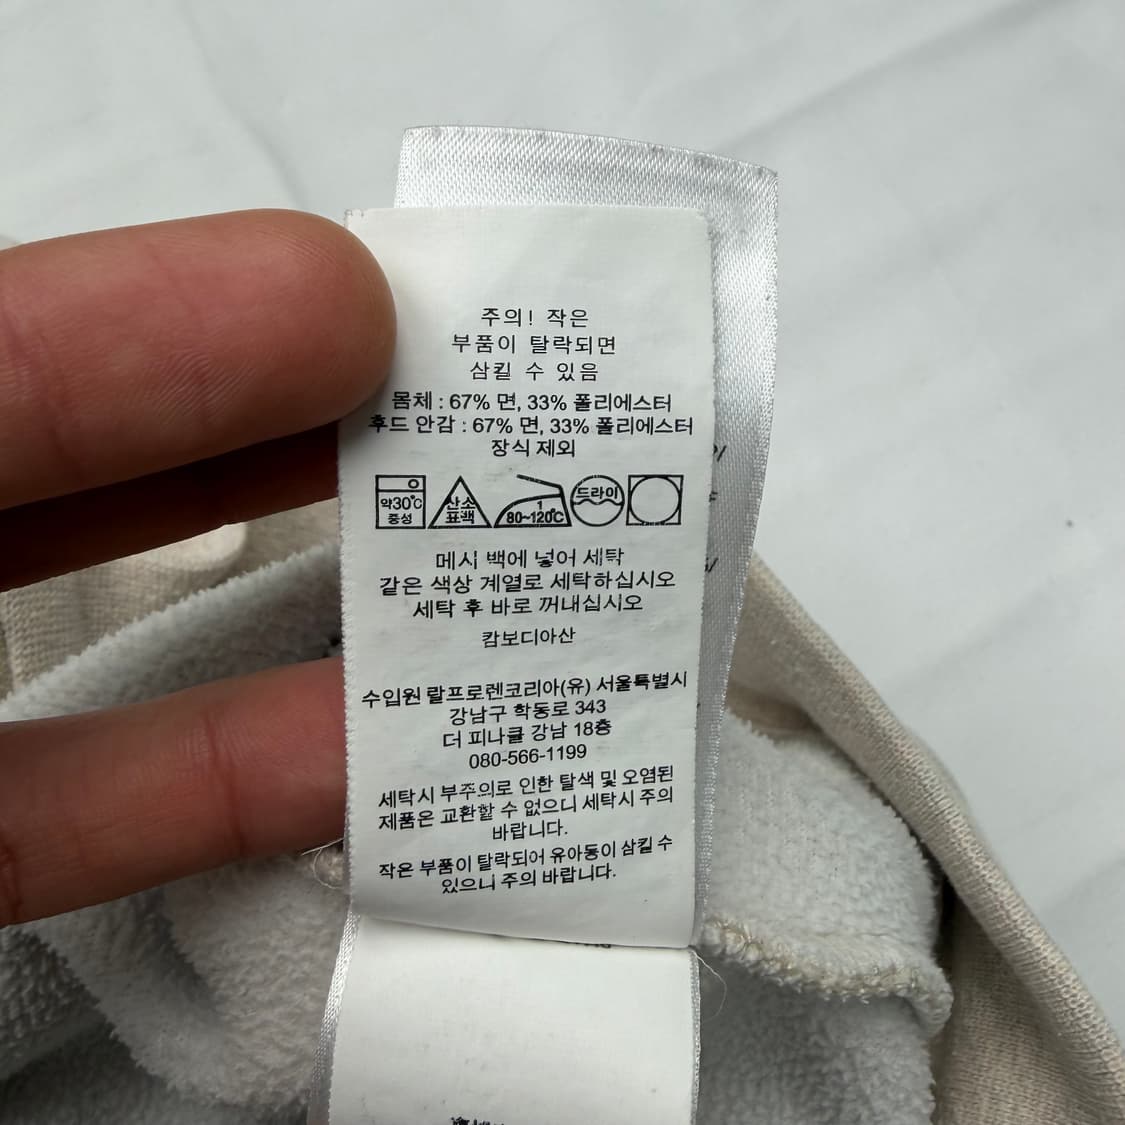 주의! 작은
부품이 탈락되면
삼킬 수 있음
몸체 : 67% 면, 33% 폴리에스터
후드 안감 : 67% 면, 33% 폴리에스터
장식 제외
약30℃ 중성
산소 표백
1 80~120℃
드라이
메시 백에 넣어 세탁
같은 색상 계열로 세탁하십시오
세탁 후 바로 꺼내십시오
캄보디아산
수입원 랄프로렌코리아(유) 서울특별시
강남구 학동로 343
더 피나클 강남 18층
080-566-1199
세탁시 부주의로 인한 탈색 및 오염된
제품은 교환할 수 없으니 세탁시 주의
바랍니다.
작은 부품이 탈락되어 유아동이 삼킬 수
있으니 주의 바랍니다.